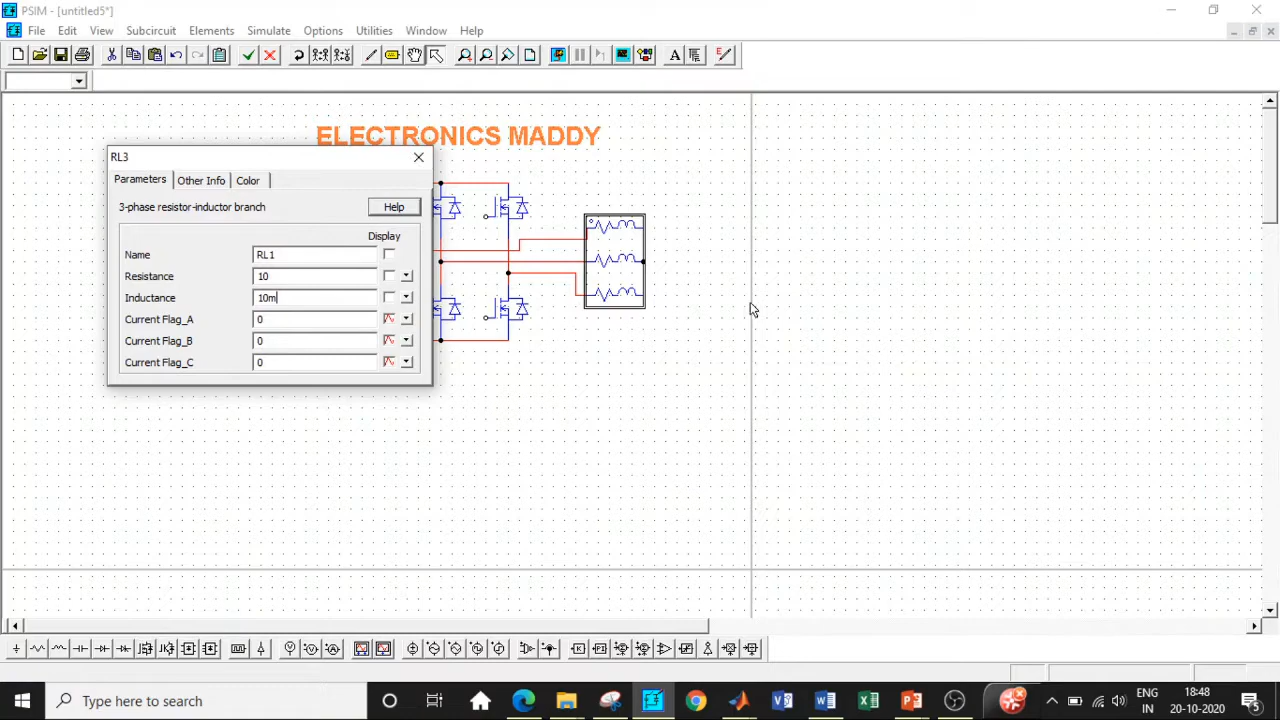 PSIM - [untitled5*]
File Edit View Subcircuit Elements Simulate Options Utilities Window Help
ELECTRONICS MADDY
RL3
Parameters Other Info Color
3-phase resistor-inductor branch Help
Display
Name RL1
Resistance 10
Inductance 10m
Current Flag_A 0
Current Flag_B 0
Current Flag_C 0
Type here to search
ENG 18:48
IN 20-10-2020 5